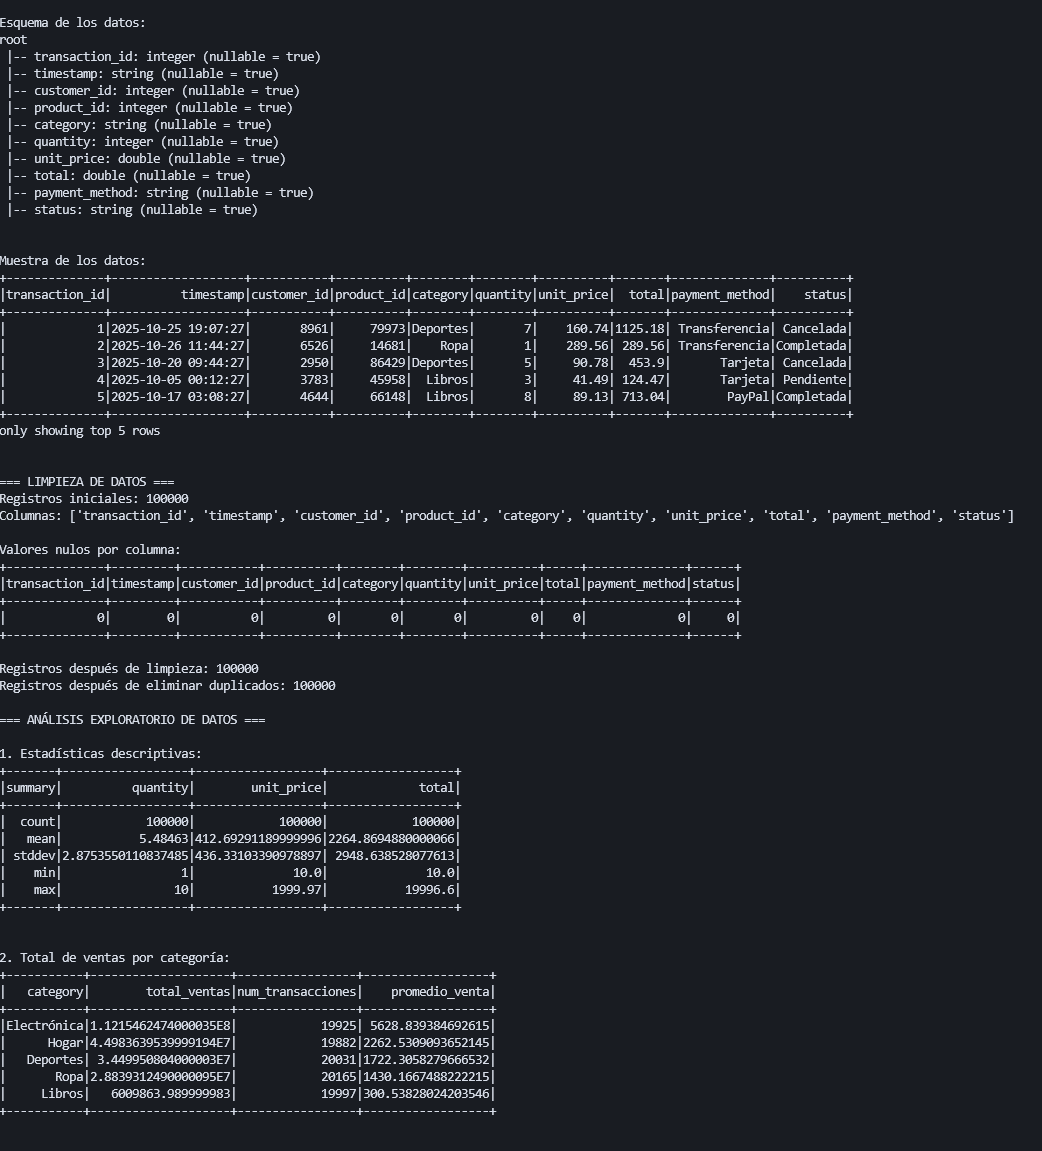 Esquema de los datos:
root
 |-- transaction_id: integer (nullable = true)
 |-- timestamp: string (nullable = true)
 |-- customer_id: integer (nullable = true)
 |-- product_id: integer (nullable = true)
 |-- category: string (nullable = true)
 |-- quantity: integer (nullable = true)
 |-- unit_price: double (nullable = true)
 |-- total: double (nullable = true)
 |-- payment_method: string (nullable = true)
 |-- status: string (nullable = true)
Muestra de los datos:
+--------------+-------------------+-----------+----------+--------+--------+----------+-------+--------------+----------+
|transaction_id|          timestamp|customer_id|product_id|category|quantity|unit_price|  total|payment_method|    status|
+--------------+-------------------+-----------+----------+--------+--------+----------+-------+--------------+----------+
|             1|2025-10-25 19:07:27|       8961|     79973|Deportes|       7|    160.74|1125.18| Transferencia| Cancelada|
|             2|2025-10-26 11:44:27|       6526|     14681|    Ropa|       1|    289.56| 289.56| Transferencia|Completada|
|             3|2025-10-20 09:44:27|       2950|     86429|Deportes|       5|     90.78|  453.9|       Tarjeta| Cancelada|
|             4|2025-10-05 00:12:27|       3783|     45958|  Libros|       3|     41.49| 124.47|       Tarjeta| Pendiente|
|             5|2025-10-17 03:08:27|       4644|     66148|  Libros|       8|     89.13| 713.04|        PayPal|Completada|
+--------------+-------------------+-----------+----------+--------+--------+----------+-------+--------------+----------+
only showing top 5 rows
=== LIMPIEZA DE DATOS ===
Registros iniciales: 100000
Columnas: ['transaction_id', 'timestamp', 'customer_id', 'product_id', 'category', 'quantity', 'unit_price', 'total', 'payment_method', 'status']
Valores nulos por columna:
+--------------+---------+-----------+----------+--------+--------+----------+-----+--------------+------+
|transaction_id|timestamp|customer_id|product_id|category|quantity|unit_price|total|payment_method|status|
+--------------+---------+-----------+----------+--------+--------+----------+-----+--------------+------+
|             0|        0|          0|         0|       0|       0|         0|    0|             0|     0|
+--------------+---------+-----------+----------+--------+--------+----------+-----+--------------+------+
Registros después de limpieza: 100000
Registros después de eliminar duplicados: 100000
=== ANÁLISIS EXPLORATORIO DE DATOS ===
1. Estadísticas descriptivas:
+-------+------------------+------------------+------------------+
|summary|          quantity|        unit_price|             total|
+-------+------------------+------------------+------------------+
|  count|            100000|            100000|            100000|
|   mean|           5.48463|412.69291189999996|2264.8694880000066|
| stddev|2.8753550110837485|436.33103390978897| 2948.638528077613|
|    min|                 1|              10.0|              10.0|
|    max|                10|           1999.97|           19996.6|
+-------+------------------+------------------+------------------+
2. Total de ventas por categoría:
+-----------+--------------------+-----------------+------------------+
|   category|        total_ventas|num_transacciones|    promedio_venta|
+-----------+--------------------+-----------------+------------------+
|Electrónica|1.1215462474000035E8|            19925| 5628.839384692615|
|      Hogar|4.4983639539999194E7|            19882|2262.5309093652145|
|   Deportes| 3.449950804000003E7|            20031|1722.3058279666532|
|       Ropa|2.8839312490000095E7|            20165|1430.1667488222215|
|     Libros|   6009863.989999983|            19997|300.53828024203546|
+-----------+--------------------+-----------------+------------------+